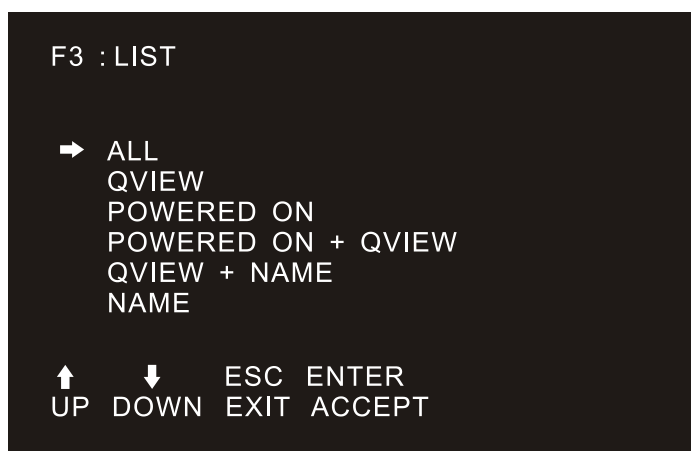 F3 : LIST
ALL
QVIEW
POWERED ON
POWERED ON + QVIEW
QVIEW + NAME
NAME
ESC ENTER
UP DOWN EXIT ACCEPT